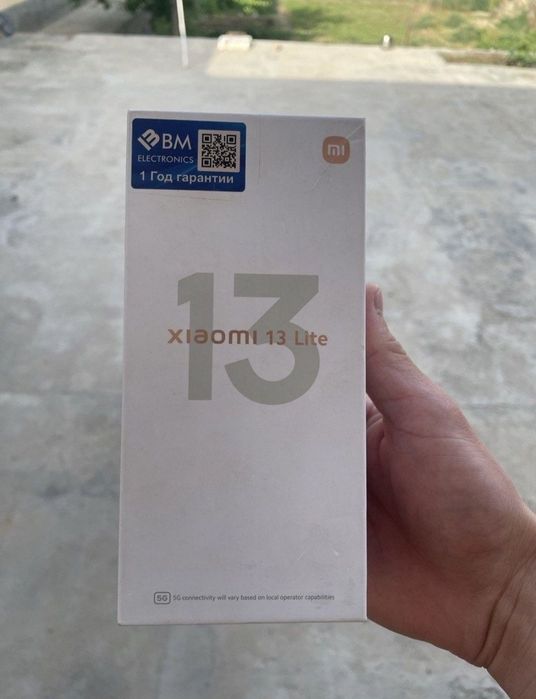 BM
ELECTRONICS
1 Год гарантии
mi
13
xiaomi 13 Lite
5G 5G connectivity will vary based on local operator capabilities